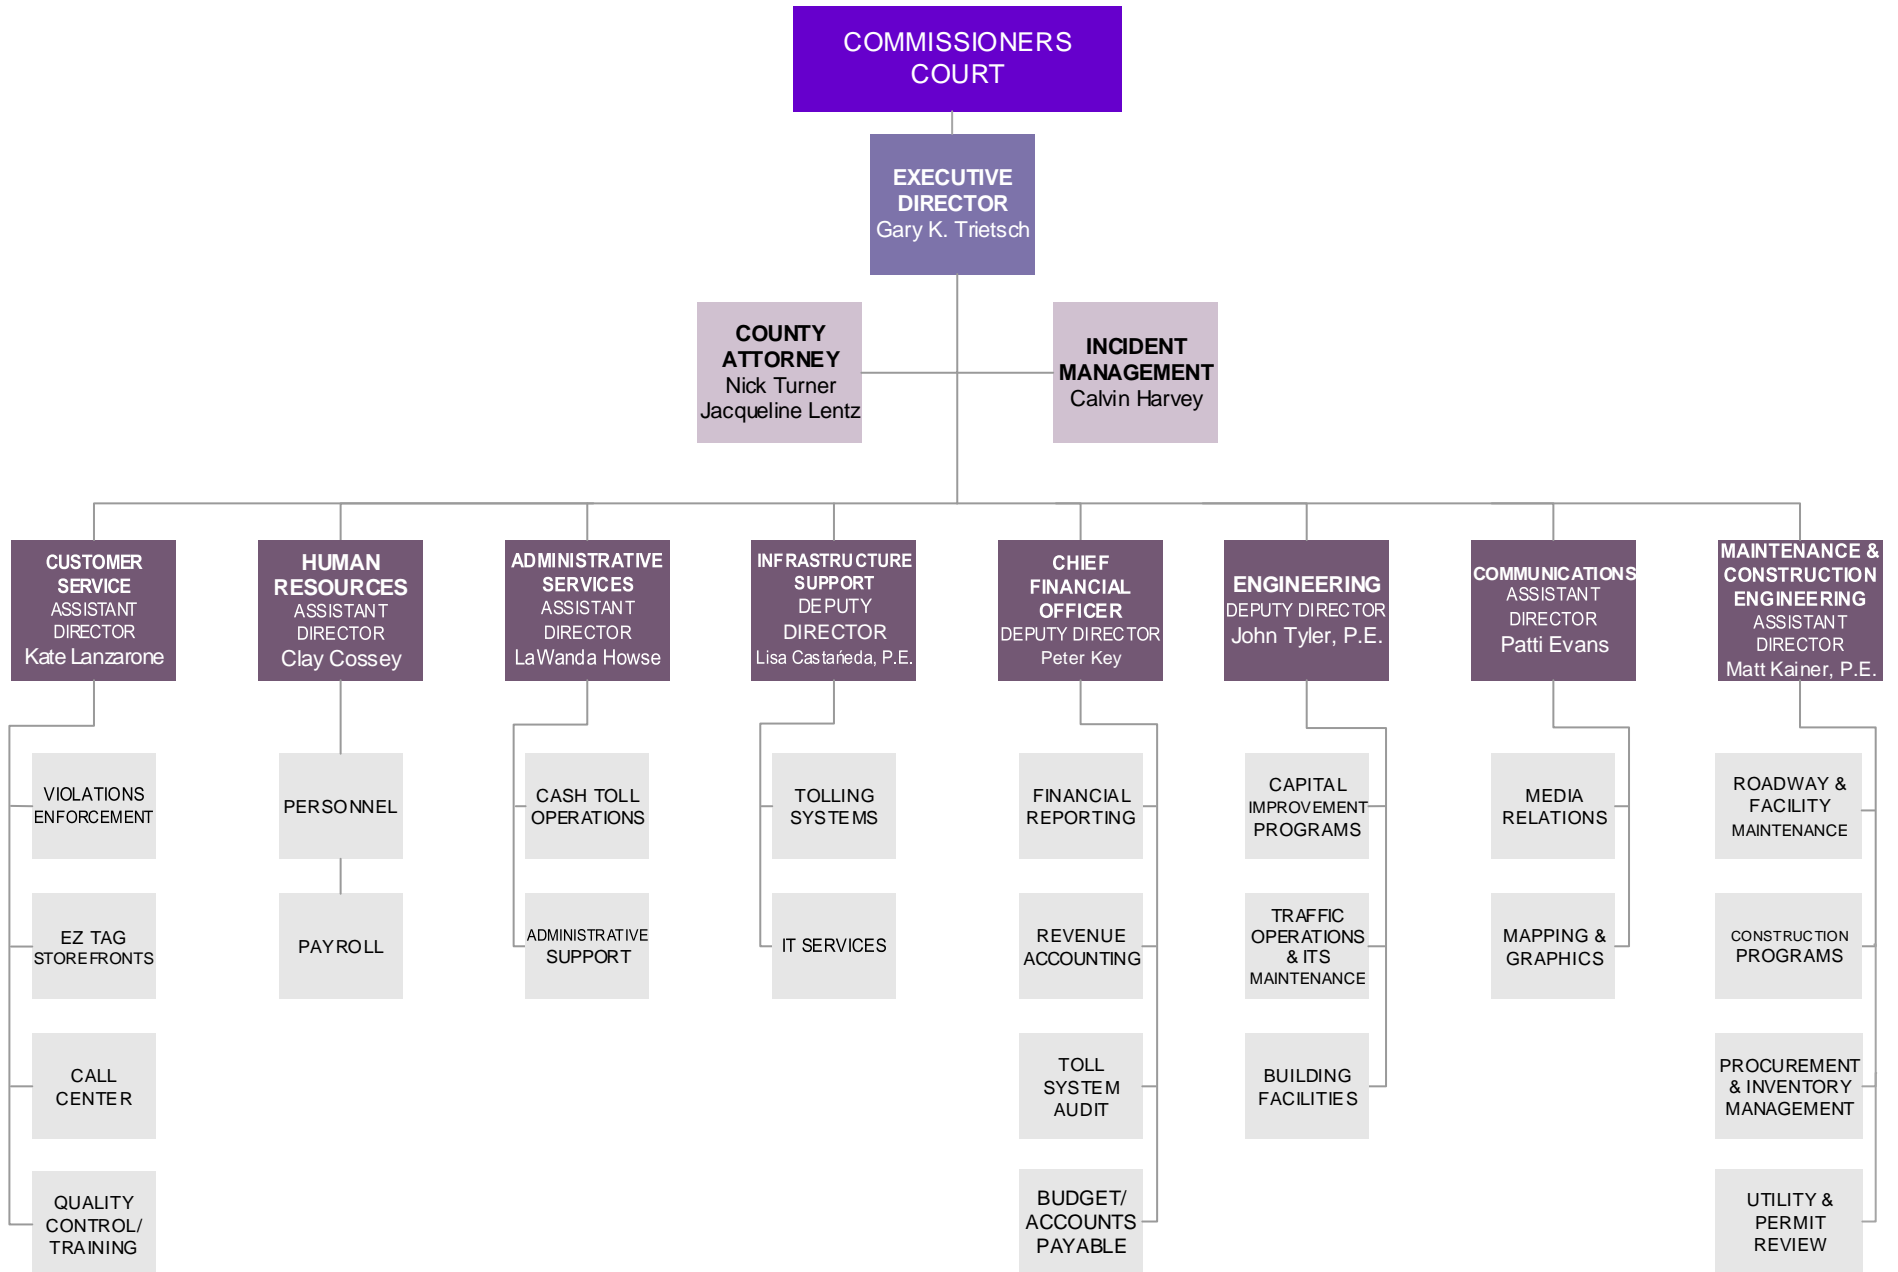 COMMISSIONERS
COURT
EXECUTIVE
DIRECTOR
Gary K. Trietsch
COUNTY
ATTORNEY
Nick Turner
Jacqueline Lentz
INCIDENT
MANAGEMENT
Calvin Harvey
CUSTOMER
SERVICE
ASSISTANT
DIRECTOR
Kate Lanzarone
HUMAN
RESOURCES
ASSISTANT
DIRECTOR
Clay Cossey
ADMINISTRATIVE
SERVICES
ASSISTANT
DIRECTOR
LaWanda Howse
INFRASTRUCTURE
SUPPORT
DEPUTY
DIRECTOR
Lisa Castańeda, P.E.
CHIEF
FINANCIAL
OFFICER
DEPUTY DIRECTOR
Peter Key
ENGINEERING
DEPUTY DIRECTOR
John Tyler, P.E.
COMMUNICATIONS
ASSISTANT
DIRECTOR
Patti Evans
MAINTENANCE &
CONSTRUCTION
ENGINEERING
ASSISTANT
DIRECTOR
Matt Kainer, P.E.
VIOLATIONS
ENFORCEMENT
PERSONNEL
CASH TOLL
OPERATIONS
TOLLING
SYSTEMS
FINANCIAL
REPORTING
CAPITAL
IMPROVEMENT
PROGRAMS
MEDIA
RELATIONS
ROADWAY &
FACILITY
MAINTENANCE
EZ TAG
STOREFRONTS
PAYROLL
ADMINISTRATIVE
SUPPORT
IT SERVICES
REVENUE
ACCOUNTING
TRAFFIC
OPERATIONS
& ITS
MAINTENANCE
MAPPING &
GRAPHICS
CONSTRUCTION
PROGRAMS
CALL
CENTER
TOLL
SYSTEM
AUDIT
BUILDING
FACILITIES
PROCUREMENT
& INVENTORY
MANAGEMENT
QUALITY
CONTROL/
TRAINING
BUDGET/
ACCOUNTS
PAYABLE
UTILITY &
PERMIT
REVIEW